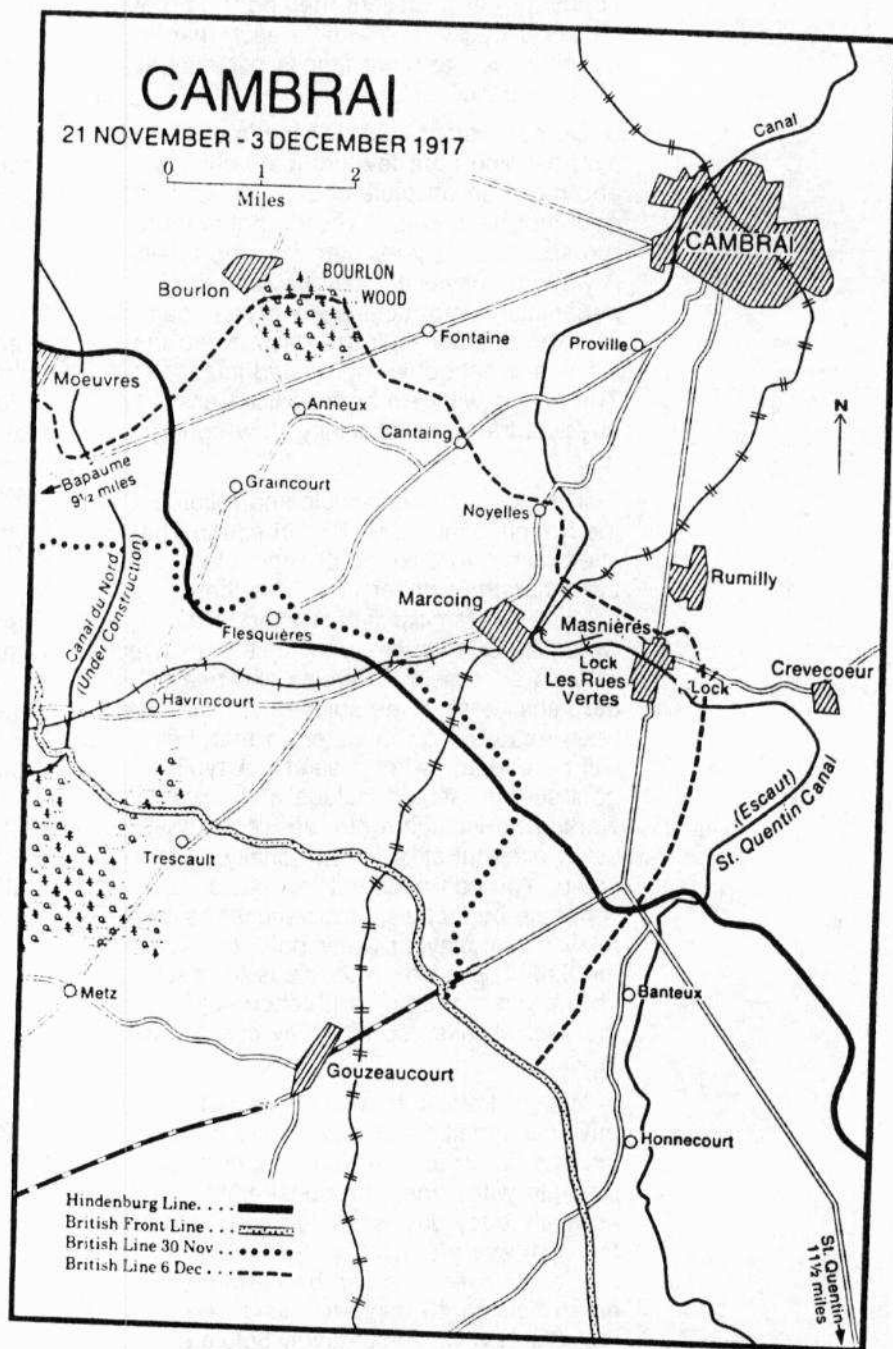 CAMBRAI
21 NOVEMBER - 3 DECEMBER 1917
0 1 2
Miles
Canal
CAMBRAI
Bourlon
BOURLON
WOOD
Fontaine
Proville
Moeuvres
Anneux
Cantaing
N
Bapaume
9½ miles
Graincourt
Noyelles
Canal du Nord
(Under Construction)
Flesquières
Marcoing
Rumilly
Masnières
Lock
Les Rues
Vertes
Lock
Crevecoeur
Havrincourt
(Escaut)
St. Quentin Canal
Trescault
Metz
Banteux
Gouzeaucourt
Honnecourt
Hindenburg Line....
British Front Line...
British Line 30 Nov...
British Line 6 Dec...
St. Quentin
11½ miles